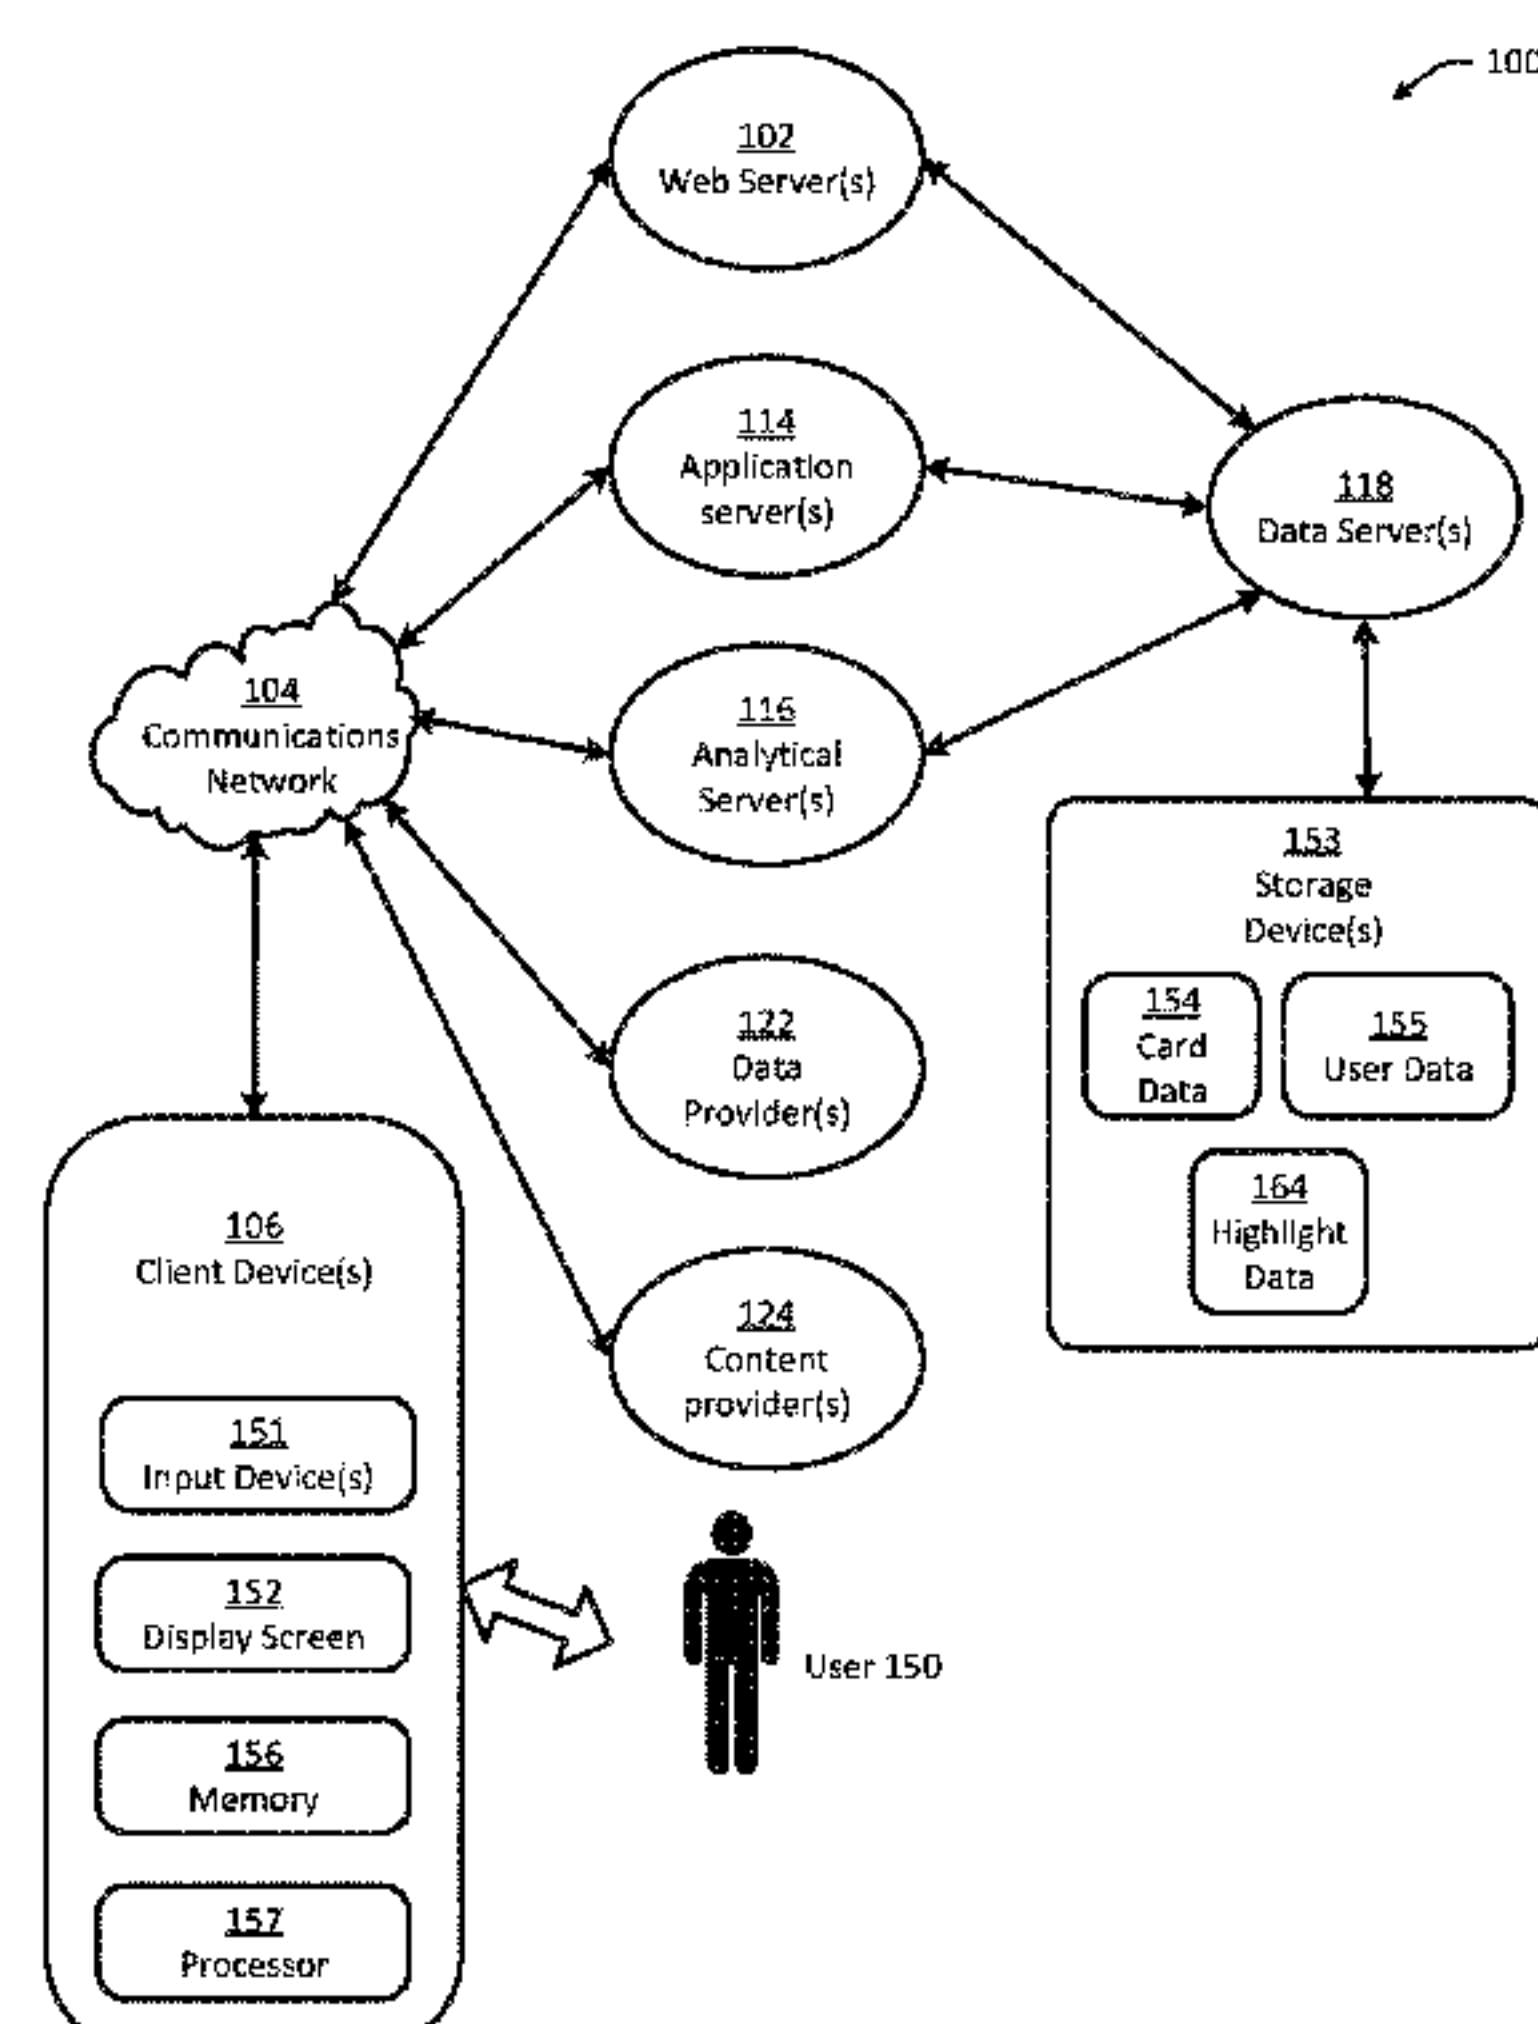 100
102
Web Server(s)
114
Application
server(s)
118
Data Server(s)
104
Communications
Network
116
Analytical
Server(s)
153
Storage
Device(s)
154
Card
Data
155
User Data
164
Highlight
Data
122
Data
Provider(s)
106
Client Device(s)
124
Content
provider(s)
151
Input Device(s)
152
Display Screen
User 150
156
Memory
157
Processor